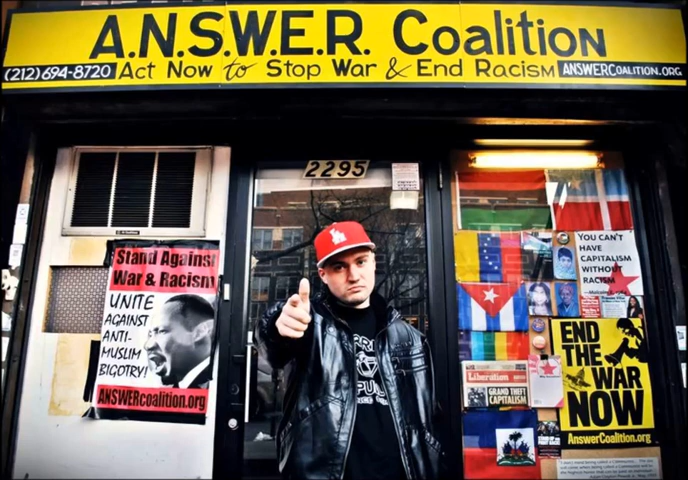 A.N.S.W.E.R. Coalition
(212) 694-8720 Act Now to Stop War & End Racism ANSWERCoalition.org
2295
Stand Against
War & Racism
UNITE
AGAINST
ANTI-
MUSLIM
BIGOTRY!
ANSWERcoalition.org
LA
YOU CAN'T
HAVE
CAPITALISM
WITHOUT
RACISM
Liberation
GRAND THEFT
CAPITALISM
END
THE
WAR
NOW
AnswerCoalition.org